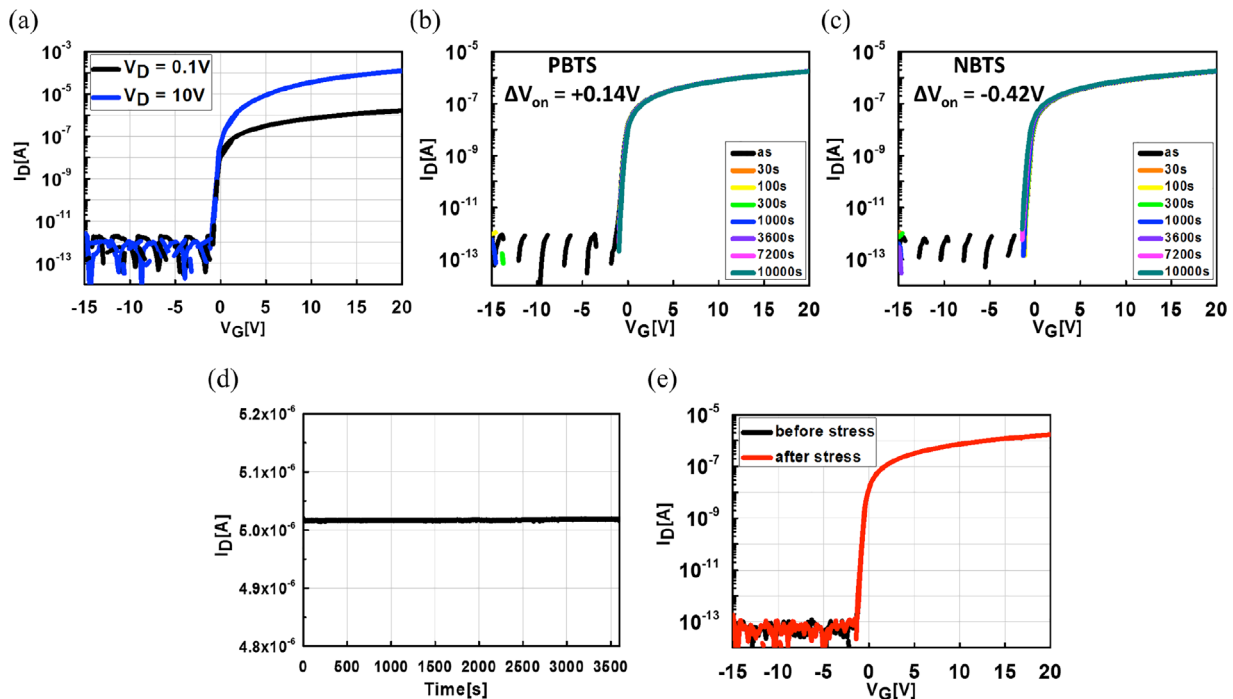 (a)
10⁻³
10⁻⁵
10⁻⁷
10⁻⁹
10⁻¹¹
10⁻¹³
I_D[A]
V_D = 0.1V
V_D = 10V
-15 -10 -5 0 5 10 15 20
V_G[V]
(b)
10⁻⁵
10⁻⁷
10⁻⁹
10⁻¹¹
10⁻¹³
I_D[A]
PBTS
ΔV_on = +0.14V
as
30s
100s
300s
1000s
3600s
7200s
10000s
-15 -10 -5 0 5 10 15 20
V_G[V]
(c)
10⁻⁵
10⁻⁷
10⁻⁹
10⁻¹¹
10⁻¹³
I_D[A]
NBTS
ΔV_on = -0.42V
as
30s
100s
300s
1000s
3600s
7200s
10000s
-15 -10 -5 0 5 10 15 20
V_G[V]
(d)
5.2x10⁻⁶
5.1x10⁻⁶
5.0x10⁻⁶
4.9x10⁻⁶
4.8x10⁻⁶
I_D[A]
0 500 1000 1500 2000 2500 3000 3500
Time[s]
(e)
10⁻⁵
10⁻⁷
10⁻⁹
10⁻¹¹
10⁻¹³
I_D[A]
before stress
after stress
-15 -10 -5 0 5 10 15 20
V_G[V]